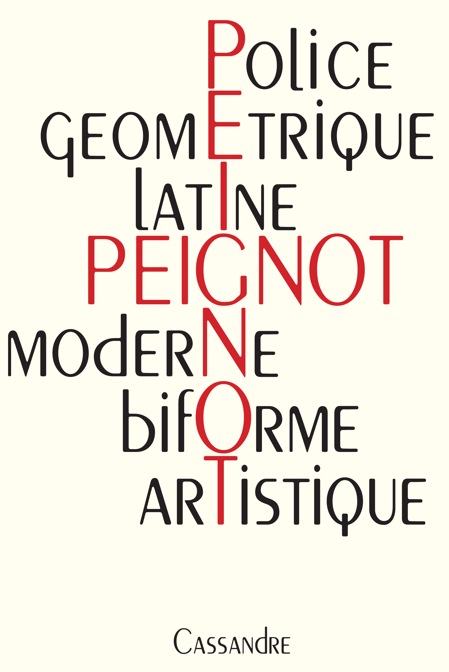 Police
geometrique
latine
PEIGNOT
moderne
biforme
artistique
Cassandre